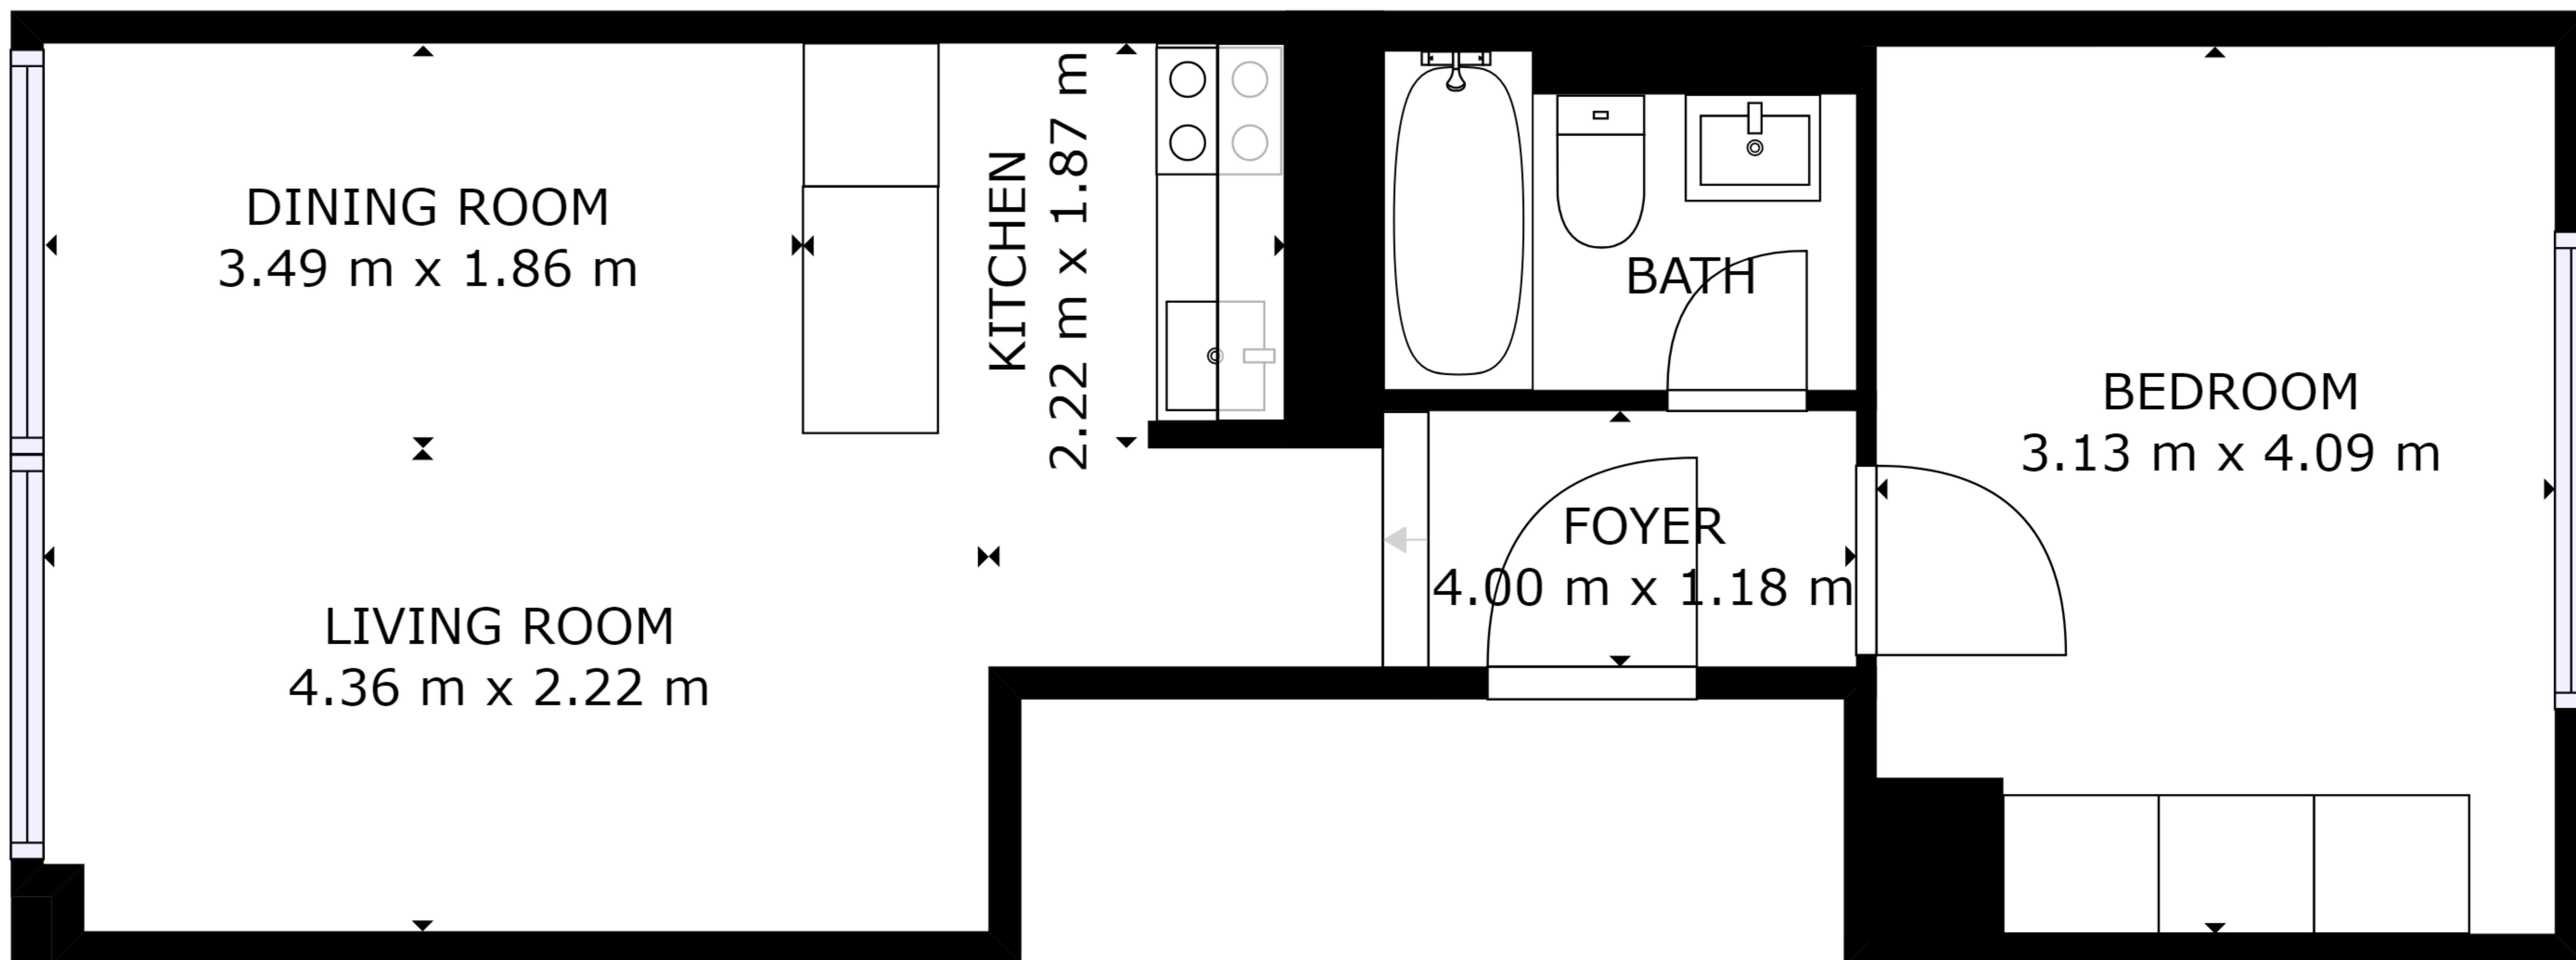 DINING ROOM
3.49 m x 1.86 m
KITCHEN
2.22 m x 1.87 m
BATH
BEDROOM
3.13 m x 4.09 m
FOYER
4.00 m x 1.18 m
LIVING ROOM
4.36 m x 2.22 m